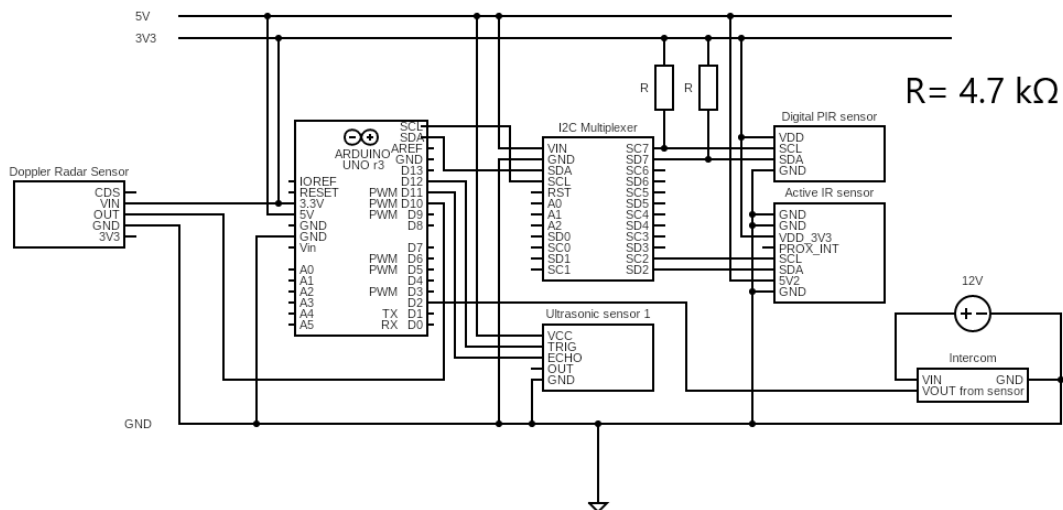 5V
3V3
R= 4.7 kΩ
R
R
Doppler Radar Sensor
CDS
VIN
OUT
GND
3V3
ARDUINO
UNO r3
IOREF
RESET
3.3V
5V
GND
GND
Vin
A0
A1
A2
A3
A4
A5
SCL
SDA
AREF
GND
D13
D12
PWM D11
PWM D10
PWM D9
D8
D7
PWM D6
PWM D5
D4
PWM D3
D2
TX D1
RX D0
I2C Multiplexer
VIN
GND
SDA
SCL
RST
A0
A1
A2
SD0
SC0
SD1
SC1
SC7
SD7
SC6
SD6
SC5
SD5
SC4
SD4
SC3
SD3
SC2
SD2
Digital PIR sensor
VDD
SCL
SDA
GND
Active IR sensor
GND
GND
VDD_3V3
PROX_INT
SCL
SDA
5V2
GND
Ultrasonic sensor 1
VCC
TRIG
ECHO
OUT
GND
12V
Intercom
VIN GND
VOUT from sensor
GND